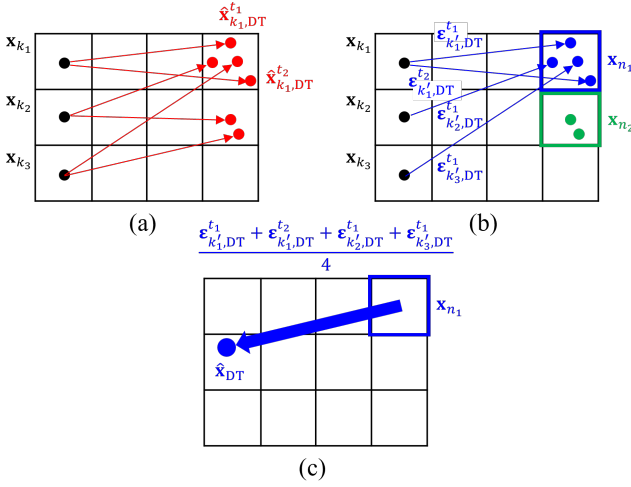 x̂^{t_1}_{k_1,DT}
x_{k_1}
x̂^{t_2}_{k_1,DT}
x_{k_2}
x_{k_3}
(a)
ε^{t_1}_{k'_1,DT}
x_{k_1}
x_{n_1}
ε^{t_2}_{k'_1,DT}
x_{k_2}
ε^{t_1}_{k'_2,DT}
x_{n_2}
x_{k_3}
ε^{t_1}_{k'_3,DT}
(b)
ε^{t_1}_{k'_1,DT} + ε^{t_2}_{k'_1,DT} + ε^{t_1}_{k'_2,DT} + ε^{t_1}_{k'_3,DT}
4
x_{n_1}
x̂_{DT}
(c)